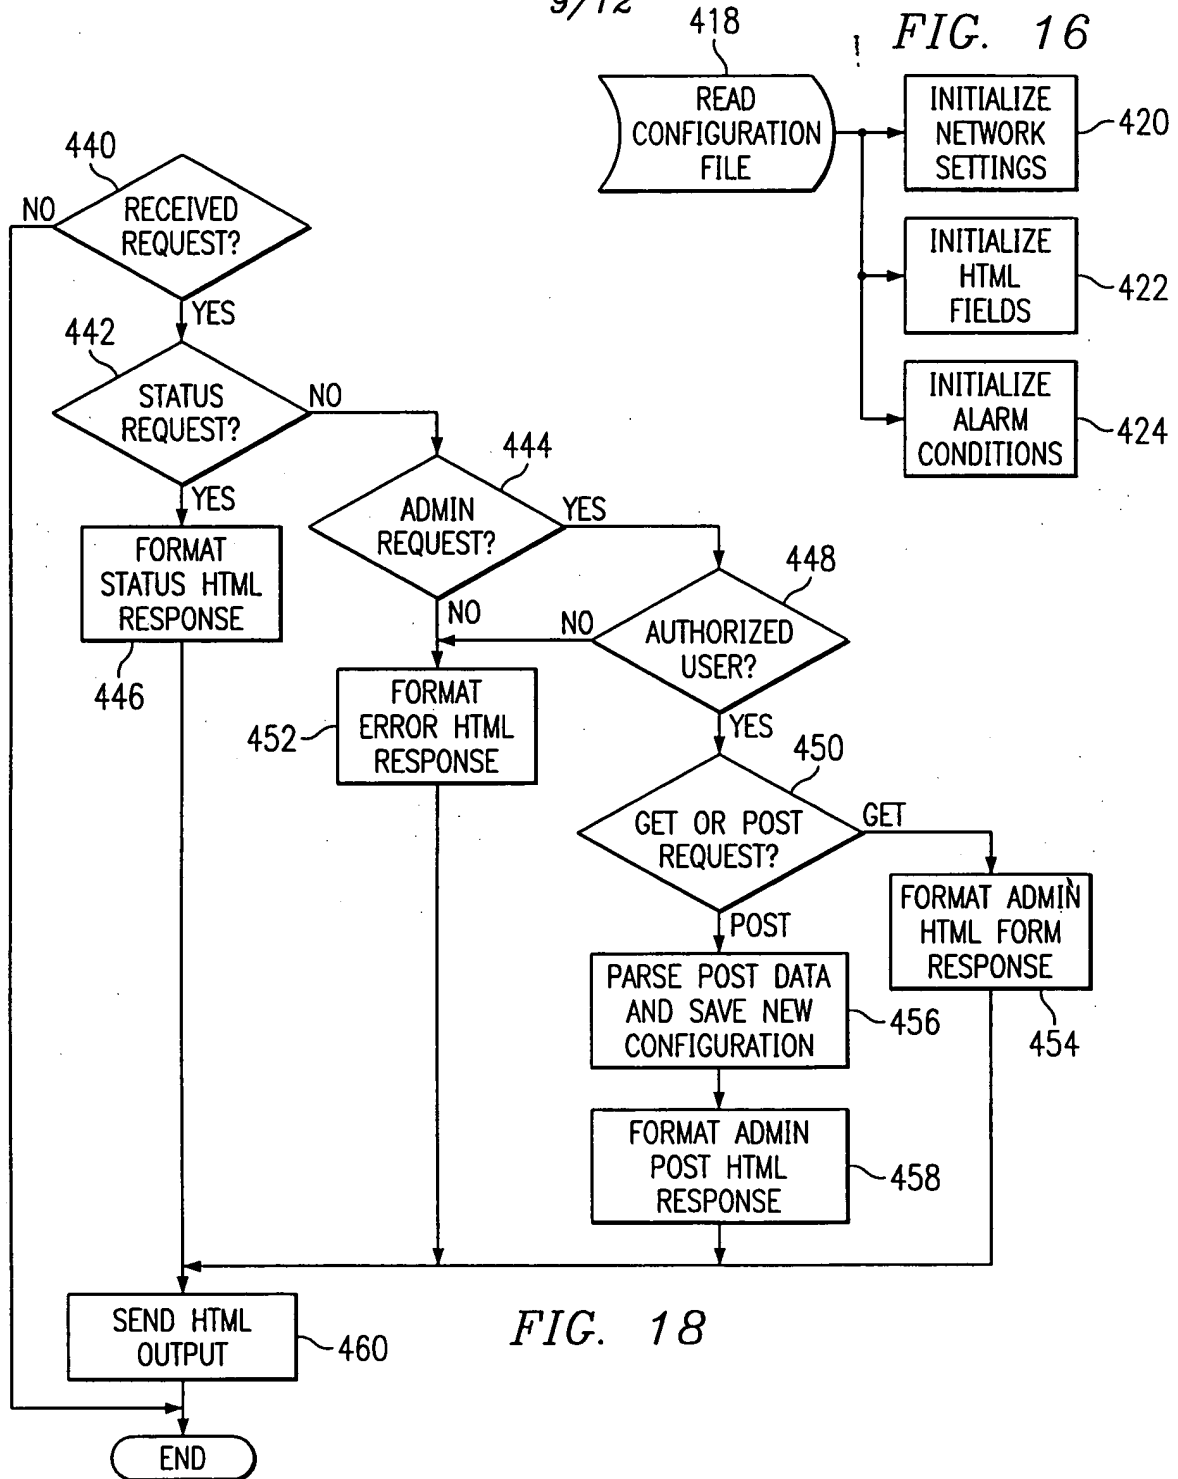 9/12
FIG. 16
418
READ
CONFIGURATION
FILE
INITIALIZE
NETWORK
SETTINGS
420
INITIALIZE
HTML
FIELDS
422
INITIALIZE
ALARM
CONDITIONS
424
440
RECEIVED
REQUEST?
NO
YES
442
STATUS
REQUEST?
NO
YES
444
ADMIN
REQUEST?
YES
NO
FORMAT
STATUS HTML
RESPONSE
446
448
AUTHORIZED
USER?
NO
YES
FORMAT
ERROR HTML
RESPONSE
452
450
GET OR POST
REQUEST?
GET
POST
FORMAT ADMIN
HTML FORM
RESPONSE
454
PARSE POST DATA
AND SAVE NEW
CONFIGURATION
456
FORMAT ADMIN
POST HTML
RESPONSE
458
SEND HTML
OUTPUT
460
FIG. 18
END